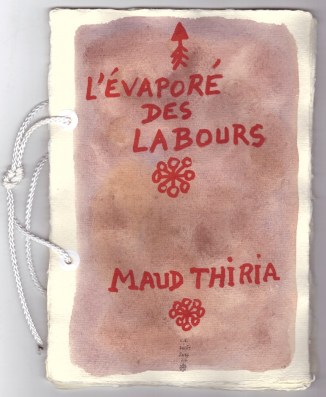 L'ÉVAPORÉ
DES
LABOURS
MAUD THIRIA